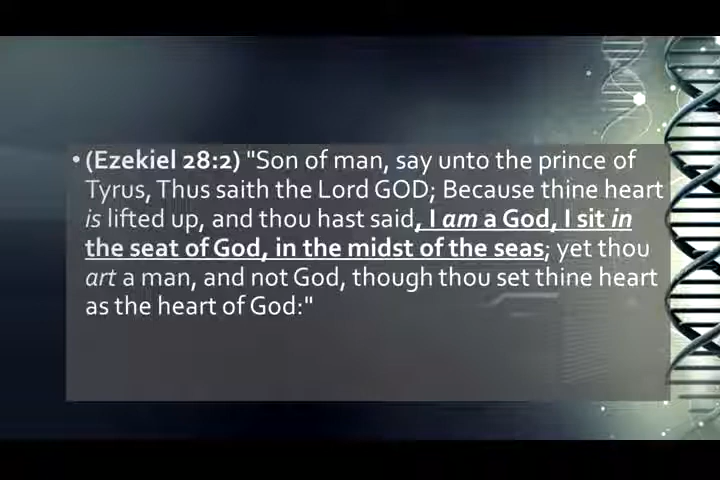 • (Ezekiel 28:2) "Son of man, say unto the prince of
Tyrus, Thus saith the Lord GOD; Because thine heart
is lifted up, and thou hast said, I am a God, I sit in
the seat of God, in the midst of the seas; yet thou
art a man, and not God, though thou set thine heart
as the heart of God:"